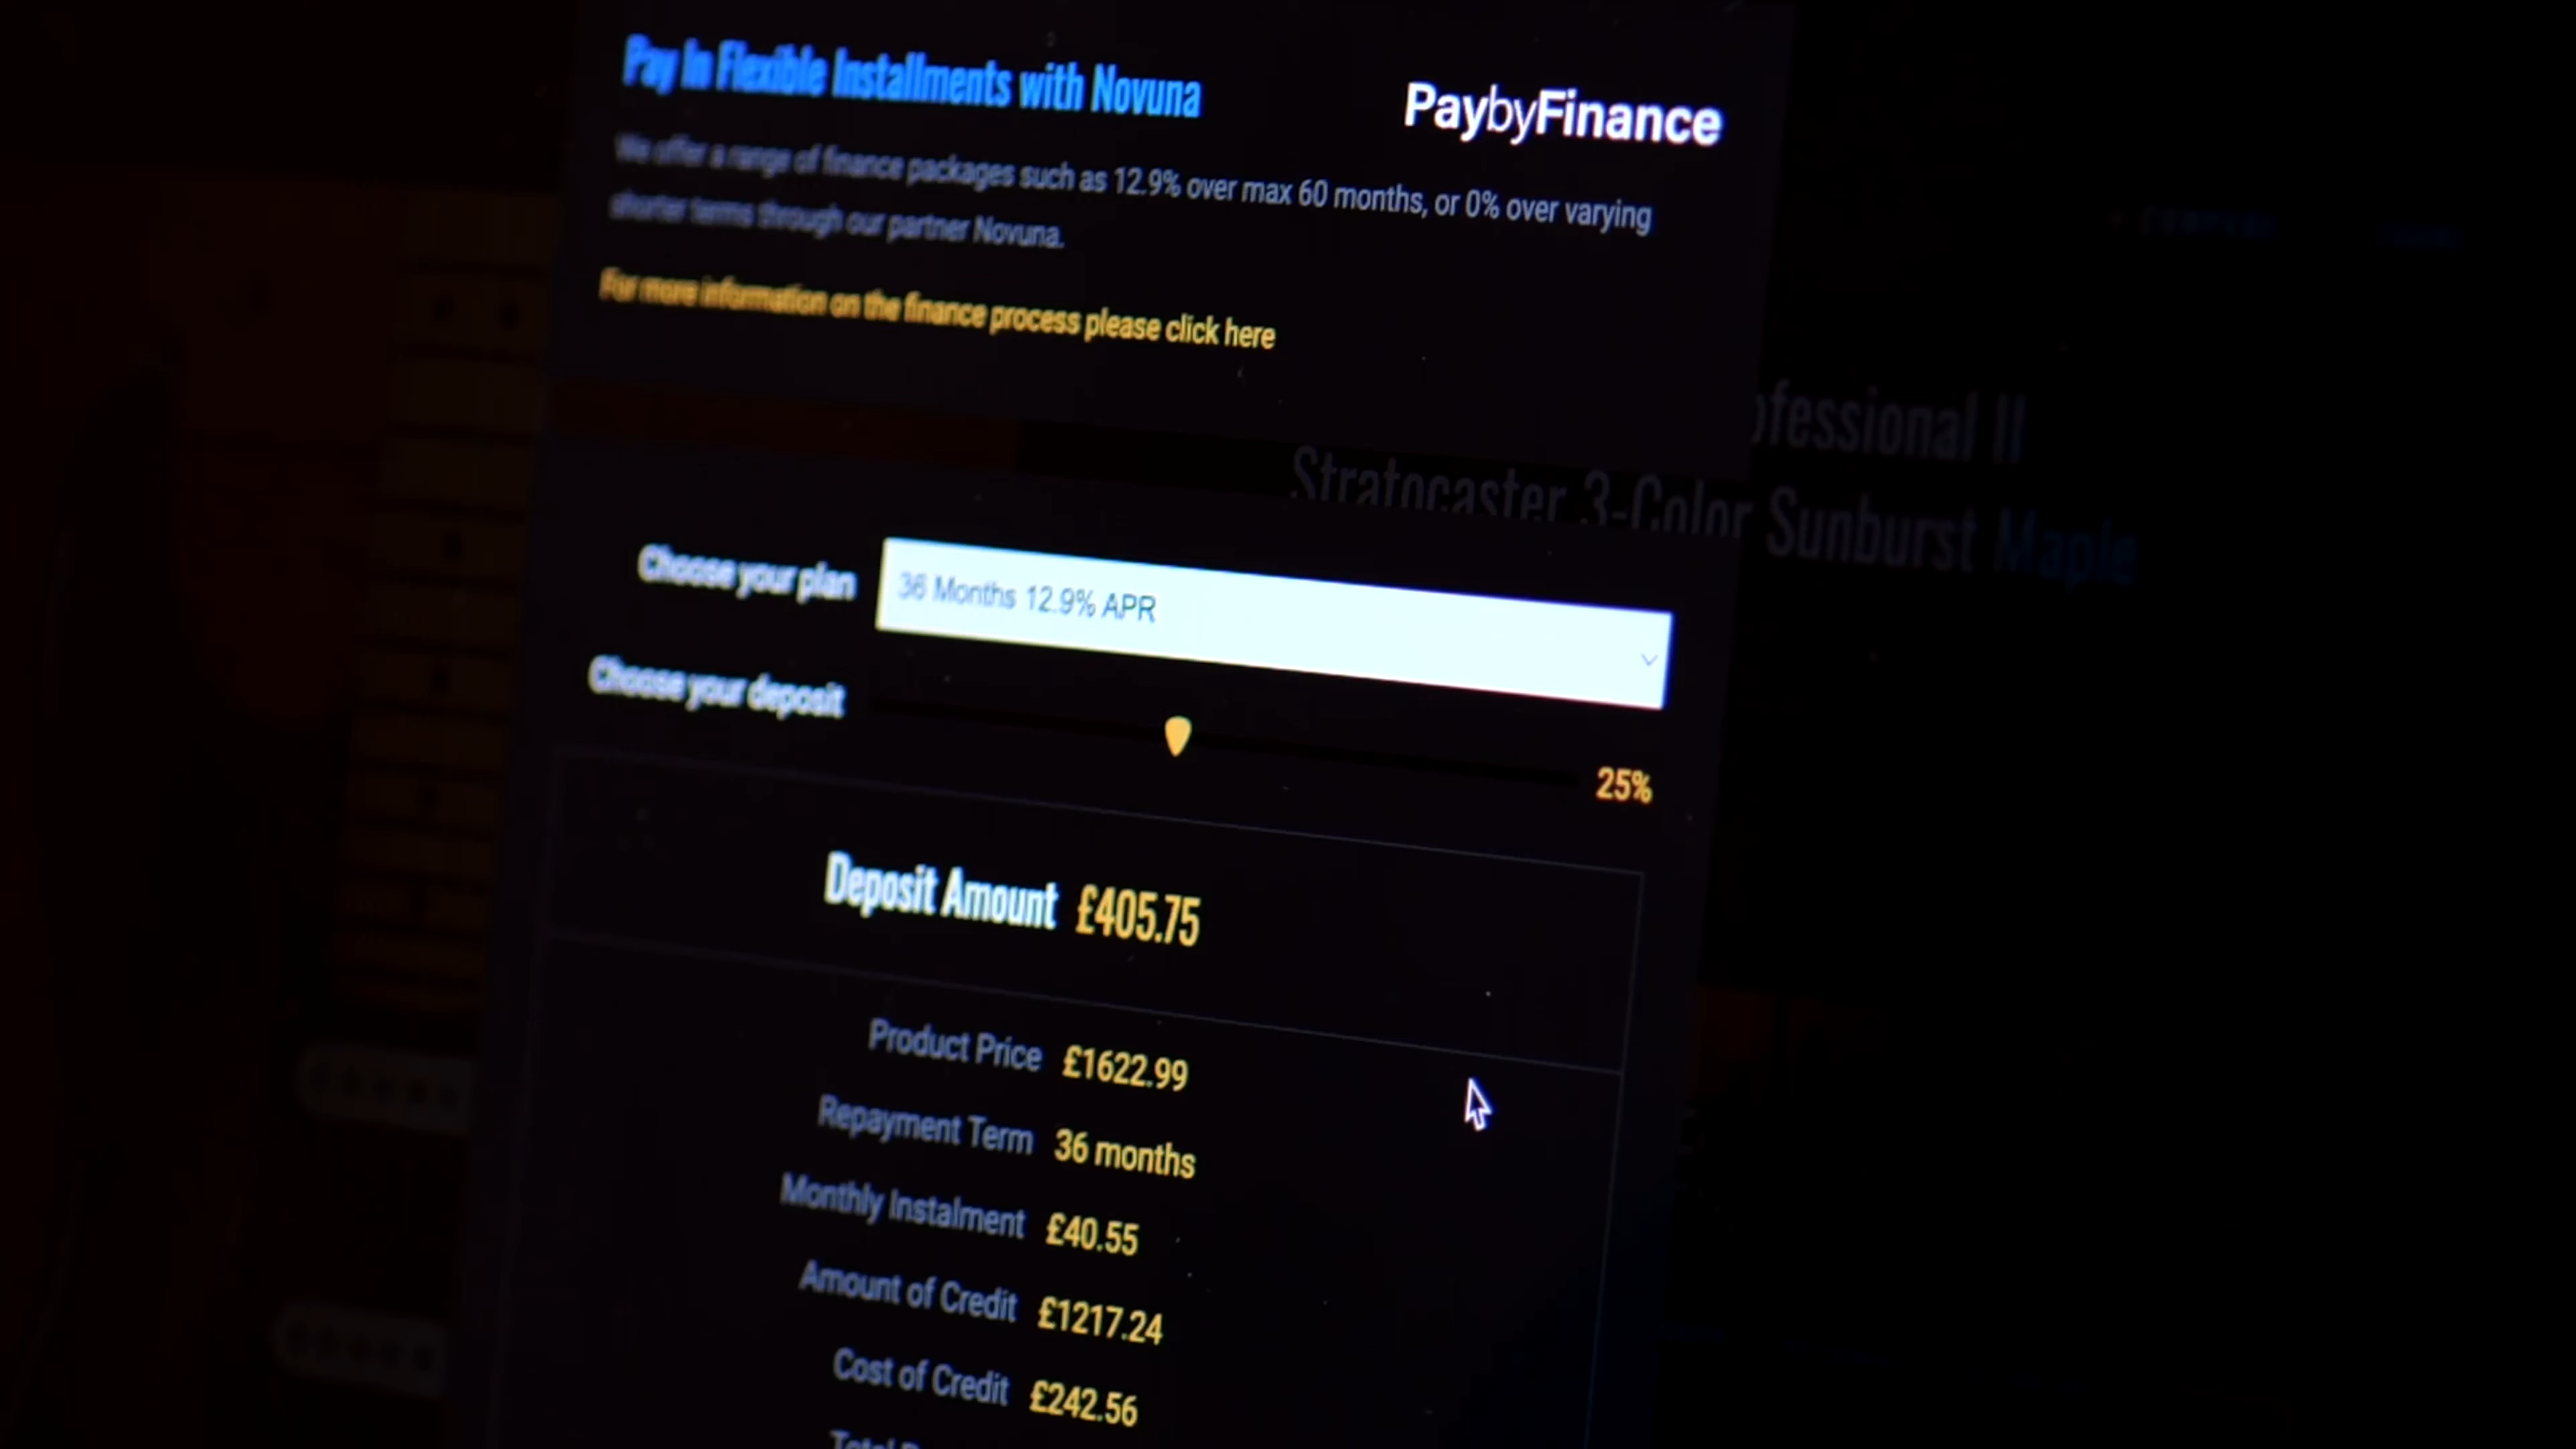 Pay In Flexible Installments with Novuna
PaybyFinance
We offer a range of finance packages such as 12.9% over max 60 months, or 0% over varying
shorter terms through our partner Novuna.
For more information on the finance process please click here
ofessional II
Stratocaster 3-Color Sunburst Maple
Choose your plan
36 Months 12.9% APR
Choose your deposit
25%
Deposit Amount £405.75
Product Price £1622.99
Repayment Term 36 months
Monthly Instalment £40.55
Amount of Credit £1217.24
Cost of Credit £242.56
Total